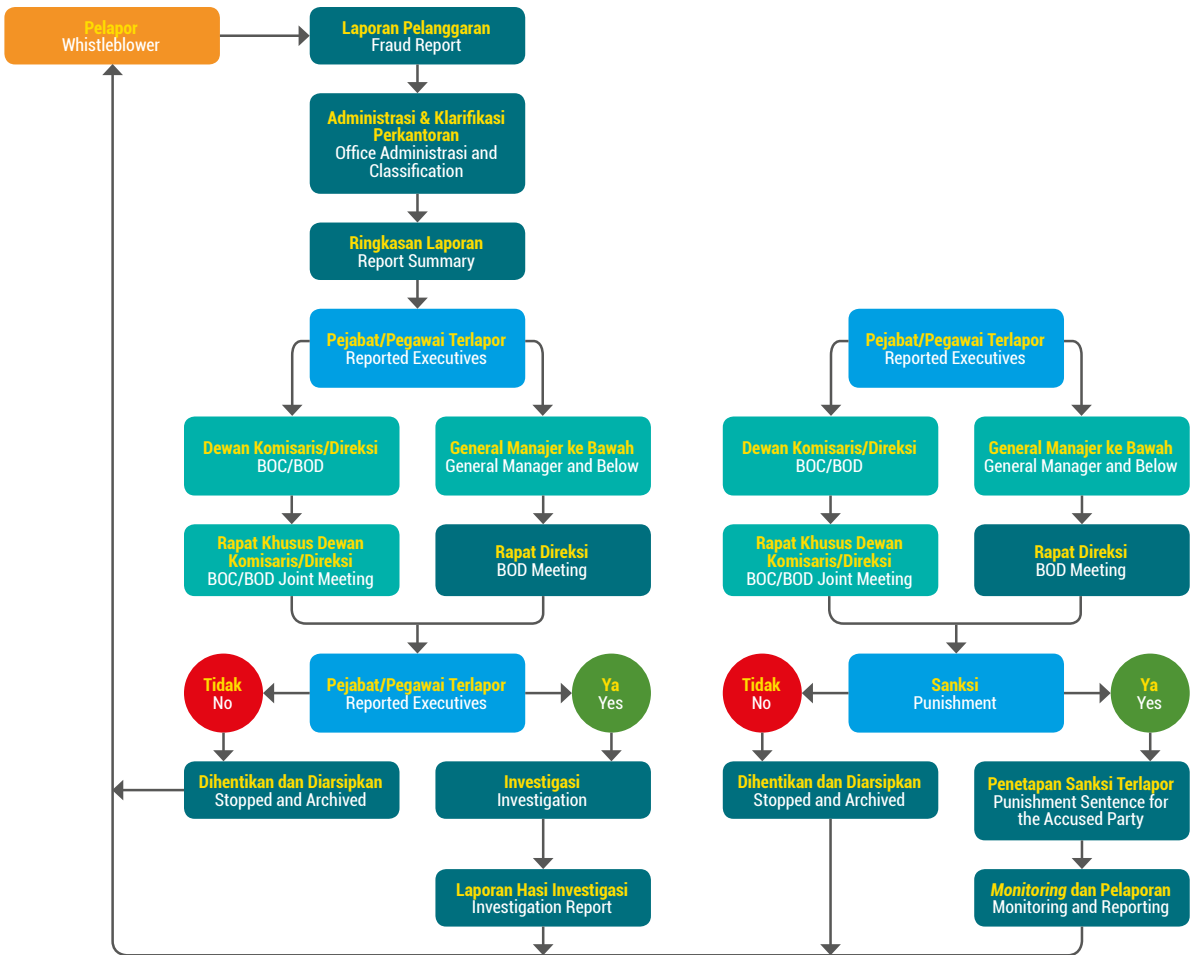 Pelapor
Whistleblower
Laporan Pelanggaran
Fraud Report
Administrasi & Klarifikasi
Perkantoran
Office Administrasi and
Classification
Ringkasan Laporan
Report Summary
Pejabat/Pegawai Terlapor
Reported Executives
Dewan Komisaris/Direksi
BOC/BOD
General Manajer ke Bawah
General Manager and Below
Rapat Khusus Dewan
Komisaris/Direksi
BOC/BOD Joint Meeting
Rapat Direksi
BOD Meeting
Tidak
No
Pejabat/Pegawai Terlapor
Reported Executives
Ya
Yes
Dihentikan dan Diarsipkan
Stopped and Archived
Investigasi
Investigation
Laporan Hasi Investigasi
Investigation Report
Pejabat/Pegawai Terlapor
Reported Executives
Dewan Komisaris/Direksi
BOC/BOD
General Manajer ke Bawah
General Manager and Below
Rapat Khusus Dewan
Komisaris/Direksi
BOC/BOD Joint Meeting
Rapat Direksi
BOD Meeting
Tidak
No
Sanksi
Punishment
Ya
Yes
Dihentikan dan Diarsipkan
Stopped and Archived
Penetapan Sanksi Terlapor
Punishment Sentence for
the Accused Party
Monitoring dan Pelaporan
Monitoring and Reporting